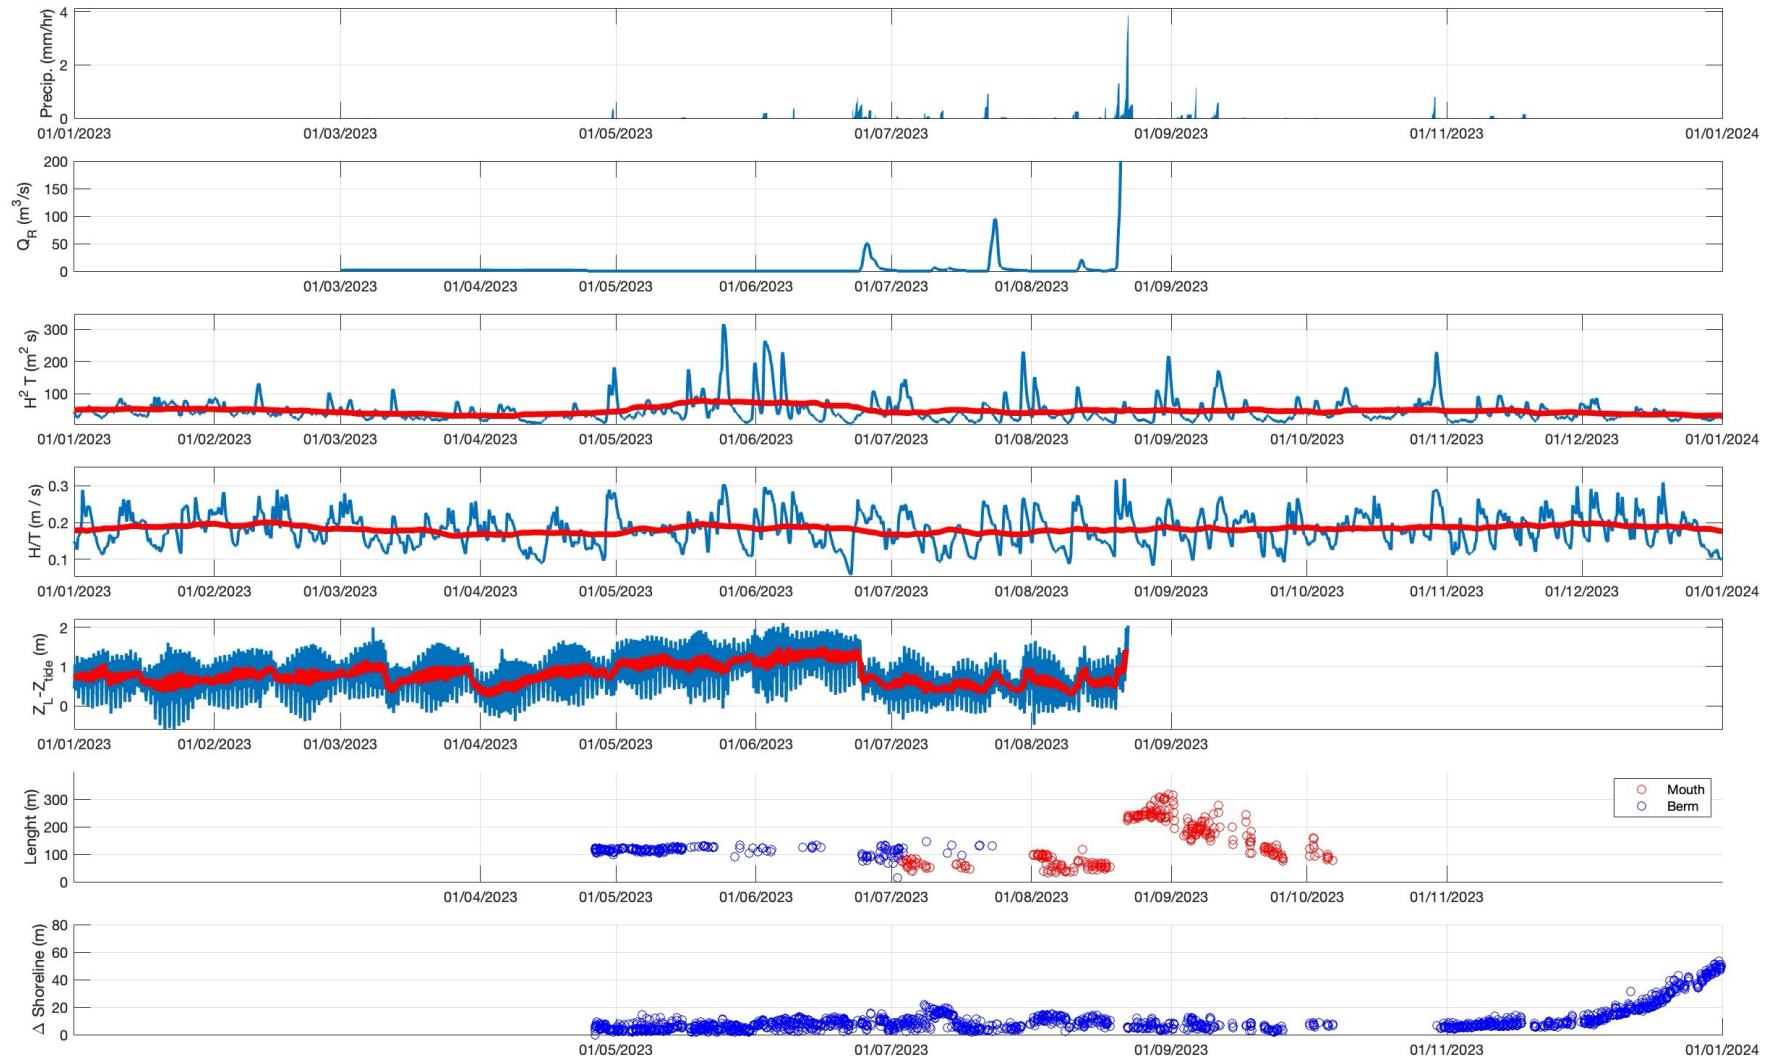 Precip. (mm/hr)
4
2
0
01/01/2023 01/03/2023 01/05/2023 01/07/2023 01/09/2023 01/11/2023 01/01/2024
Q_R (m^3/s)
200
150
100
50
0
01/03/2023 01/04/2023 01/05/2023 01/06/2023 01/07/2023 01/08/2023 01/09/2023
H^2 T (m^2 s)
300
200
100
01/01/2023 01/02/2023 01/03/2023 01/04/2023 01/05/2023 01/06/2023 01/07/2023 01/08/2023 01/09/2023 01/10/2023 01/11/2023 01/12/2023 01/01/2024
H/T (m / s)
0.3
0.2
0.1
01/01/2023 01/02/2023 01/03/2023 01/04/2023 01/05/2023 01/06/2023 01/07/2023 01/08/2023 01/09/2023 01/10/2023 01/11/2023 01/12/2023 01/01/2024
Z_L-Z_tide (m)
2
1
0
01/01/2023 01/02/2023 01/03/2023 01/04/2023 01/05/2023 01/06/2023 01/07/2023 01/08/2023 01/09/2023
Lenght (m)
300
200
100
0
Mouth
Berm
01/04/2023 01/05/2023 01/06/2023 01/07/2023 01/08/2023 01/09/2023 01/10/2023 01/11/2023
Δ Shoreline (m)
80
60
40
20
0
01/05/2023 01/07/2023 01/09/2023 01/11/2023 01/01/2024